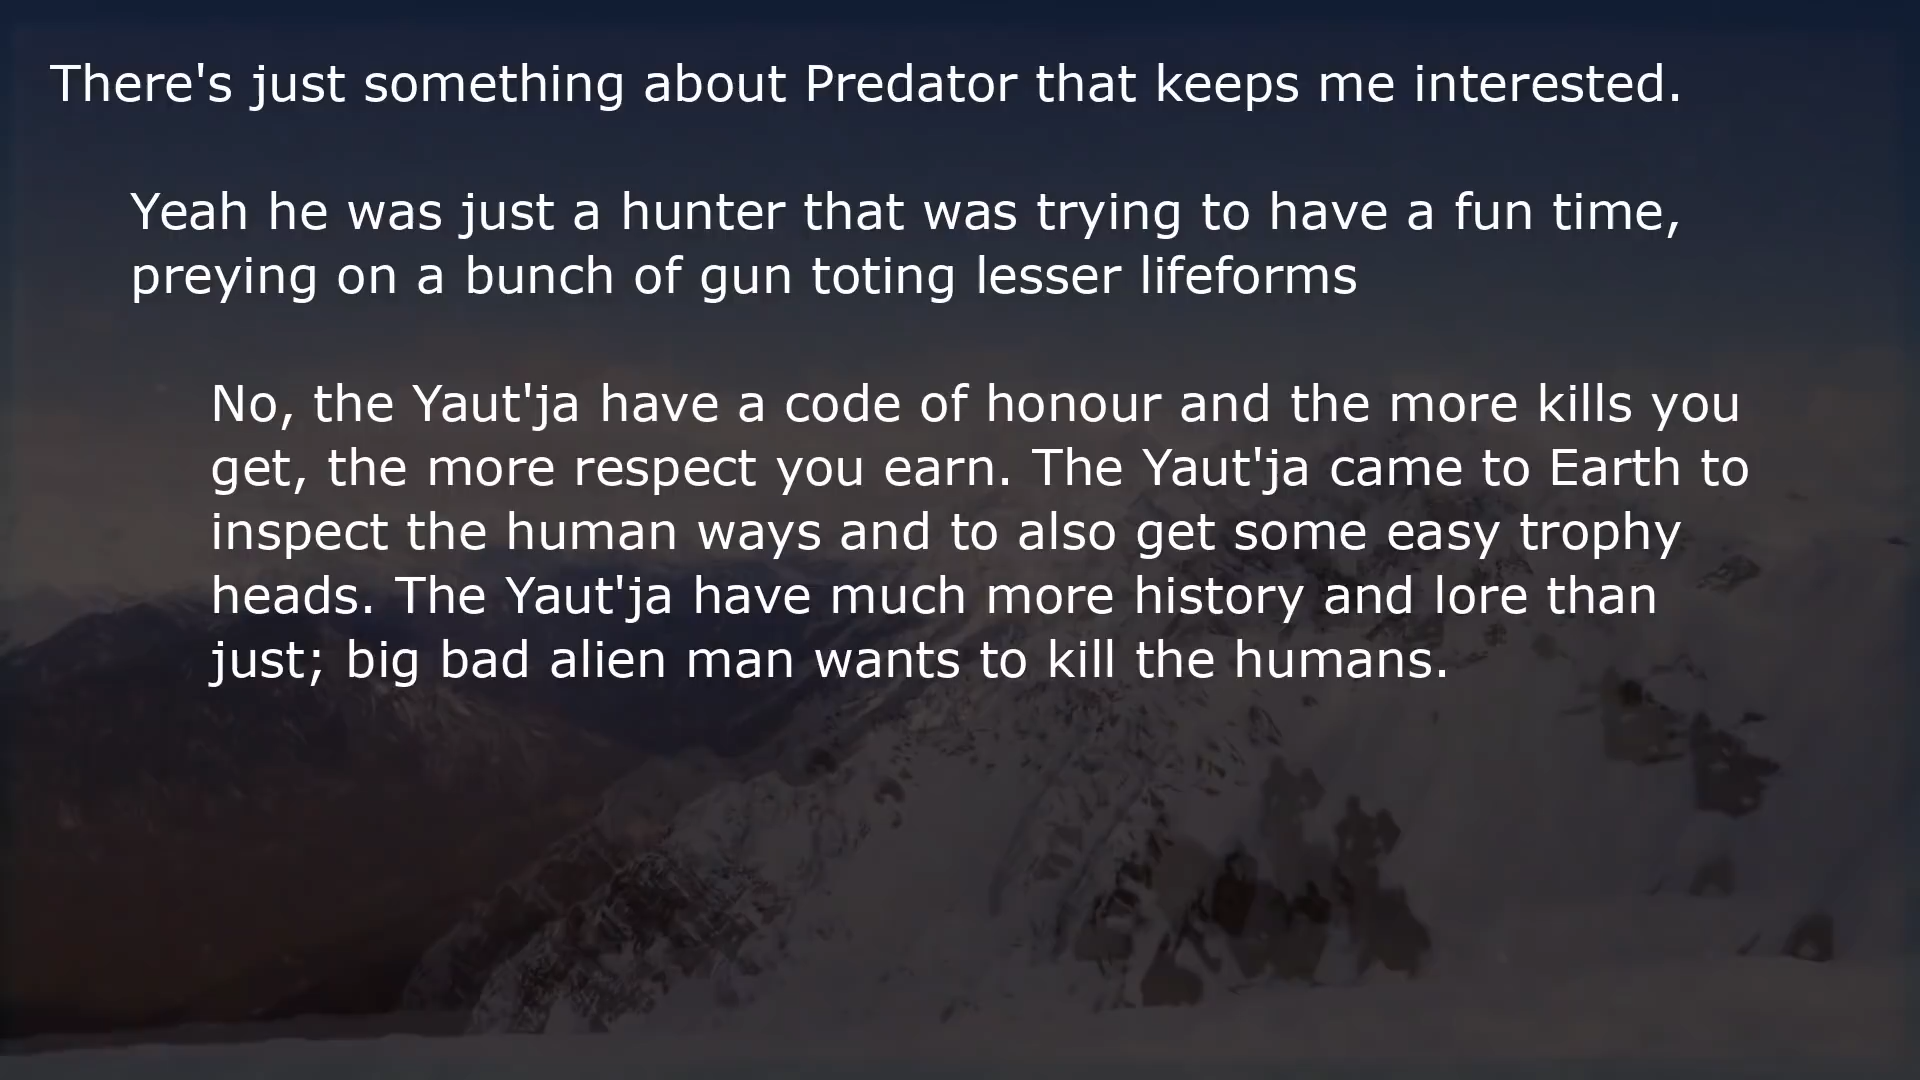 There's just something about Predator that keeps me interested.
Yeah he was just a hunter that was trying to have a fun time,
preying on a bunch of gun toting lesser lifeforms
No, the Yaut'ja have a code of honour and the more kills you
get, the more respect you earn. The Yaut'ja came to Earth to
inspect the human ways and to also get some easy trophy
heads. The Yaut'ja have much more history and lore than
just; big bad alien man wants to kill the humans.